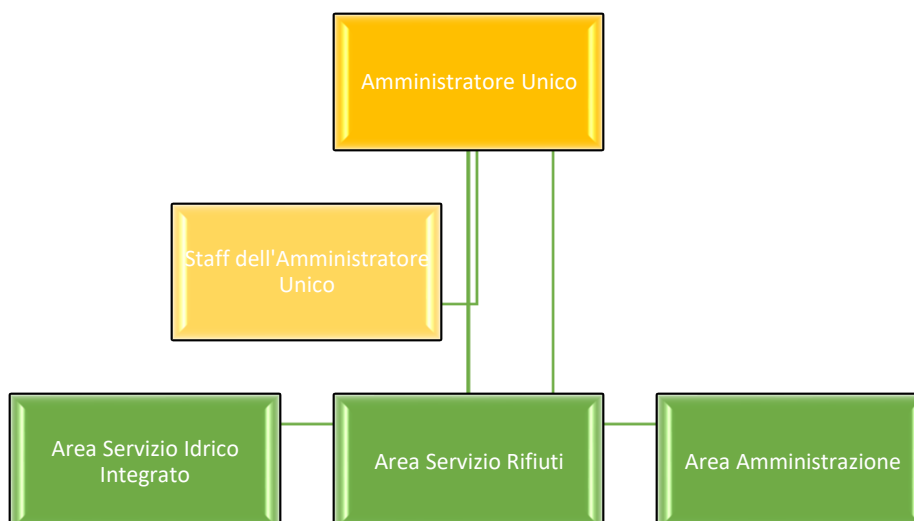 Amministratore Unico
Staff dell'Amministratore
Unico
Area Servizio Idrico
Integrato
Area Servizio Rifiuti
Area Amministrazione